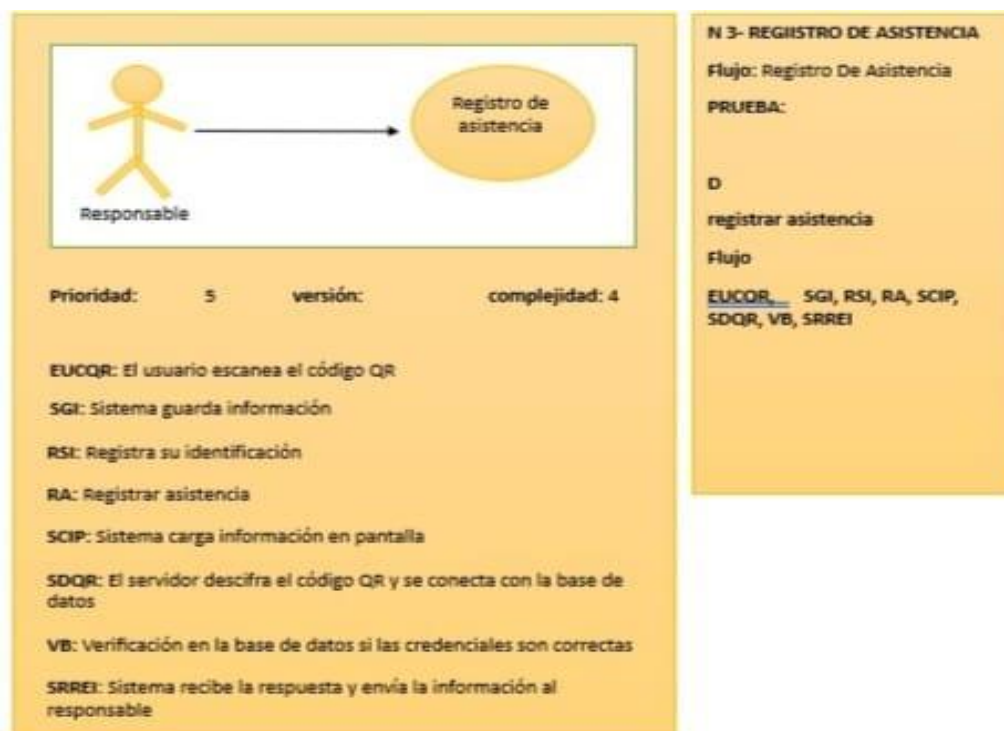 Registro de
asistencia
Responsable
Prioridad: 5 versión: complejidad: 4
EUCQR: El usuario escanea el código QR
SGI: Sistema guarda información
RSI: Registra su identificación
RA: Registrar asistencia
SCIP: Sistema carga información en pantalla
SDQR: El servidor descifra el código QR y se conecta con la base de
datos
VB: Verificación en la base de datos si las credenciales son correctas
SRREI: Sistema recibe la respuesta y envía la información al
responsable
N 3- REGIISTRO DE ASISTENCIA
Flujo: Registro De Asistencia
PRUEBA:
D
registrar asistencia
Flujo
EUCQR, SGI, RSI, RA, SCIP,
SDQR, VB, SRREI